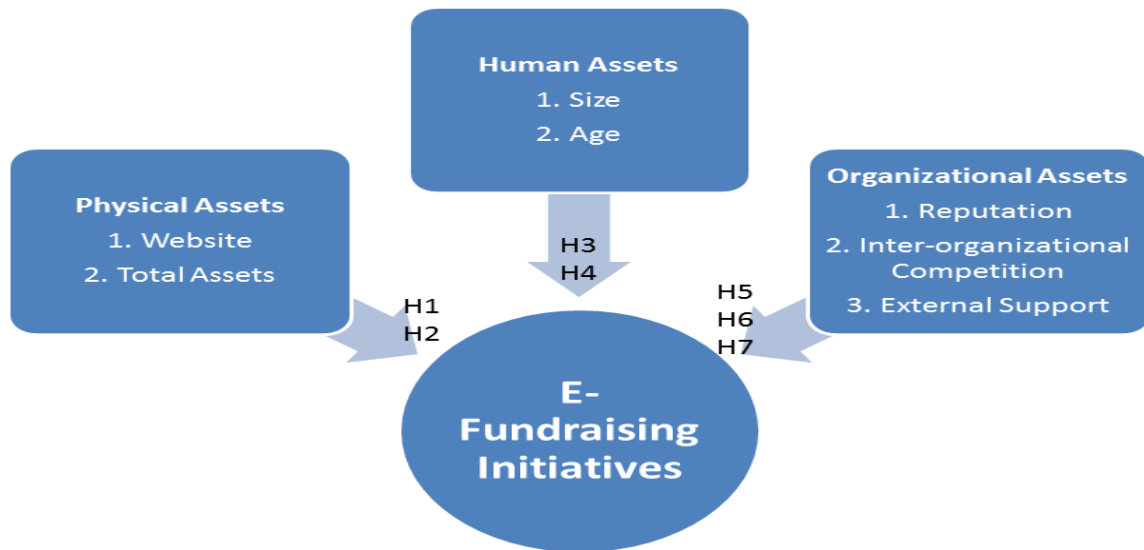 Human Assets
1. Size
2. Age
Physical Assets
1. Website
2. Total Assets
Organizational Assets
1. Reputation
2. Inter-organizational
Competition
3. External Support
H1
H2
H3
H4
H5
H6
H7
E-
Fundraising
Initiatives